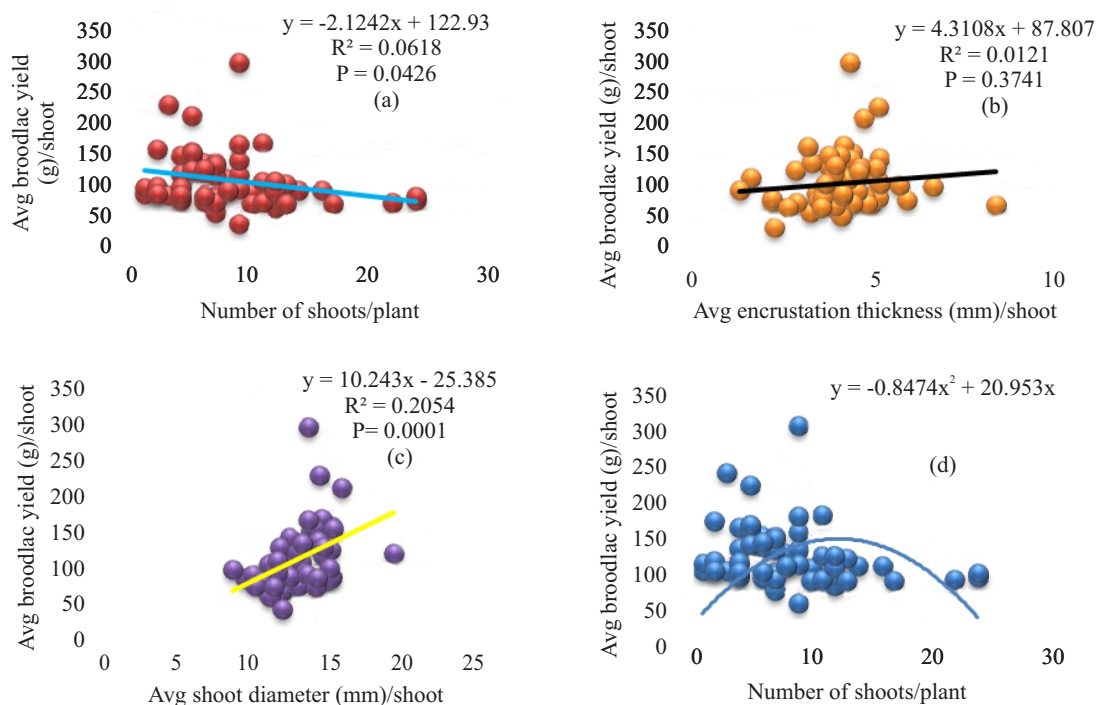 y = -2.1242x + 122.93
R² = 0.0618
P = 0.0426
(a)
Avg broodlac yield
(g)/shoot
350
300
250
200
150
100
50
0
0 10 20 30
Number of shoots/plant
y = 4.3108x + 87.807
R² = 0.0121
P = 0.3741
(b)
Avg broodlac yield (g)/shoot
350
300
250
200
150
100
50
0
0 5 10
Avg encrustation thickness (mm)/shoot
y = 10.243x - 25.385
R² = 0.2054
P= 0.0001
(c)
Avg broodlac yield (g)/shoot
350
300
250
200
150
100
50
0
0 5 10 15 20 25
Avg shoot diameter (mm)/shoot
y = -0.8474x² + 20.953x
(d)
Avg broodlac yield (g)/shoot
350
300
250
200
150
100
50
0
0 10 20 30
Number of shoots/plant